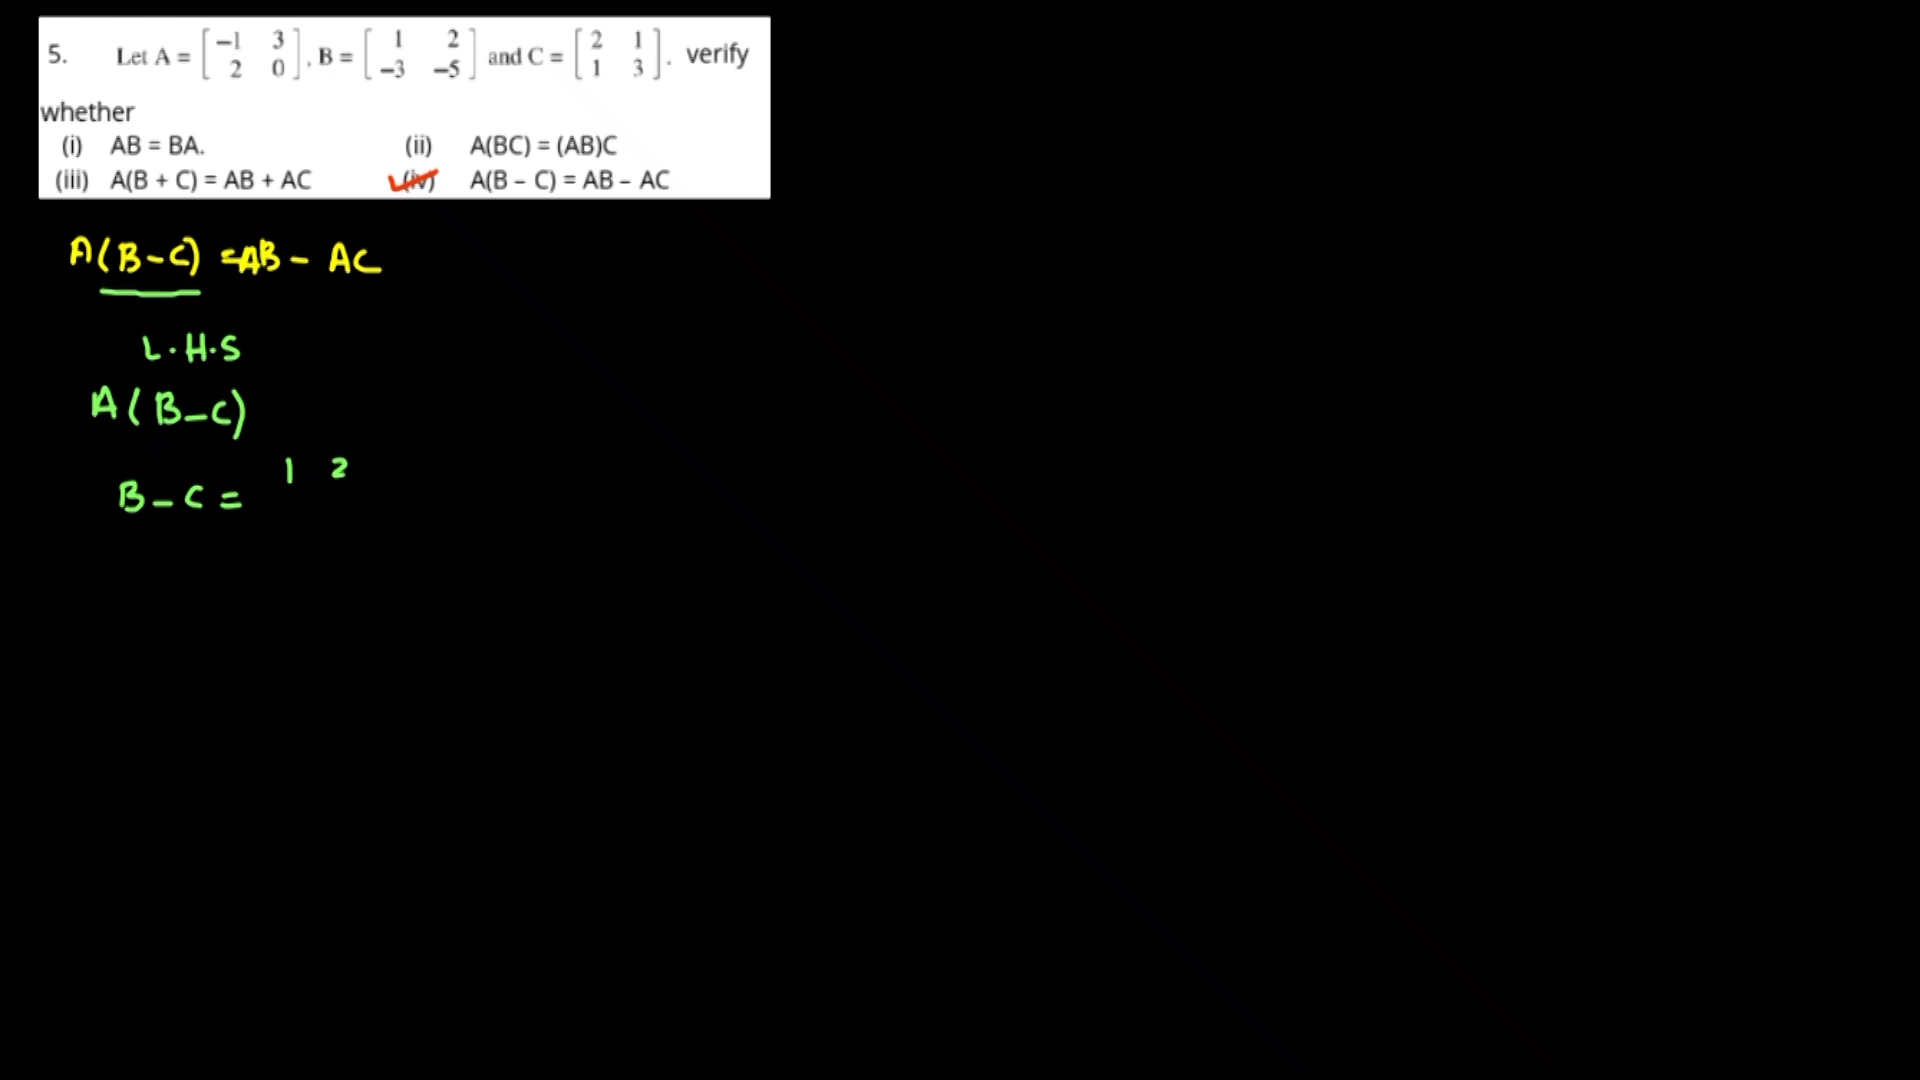 5. Let A = [ −1 3 ], B = [ 1 2 ] and C = [ 2 1 ]. verify
2 0 −3 −5 1 3
whether
(i) AB = BA. (ii) A(BC) = (AB)C
(iii) A(B + C) = AB + AC (iv) A(B – C) = AB – AC
A(B-C) = AB - AC
L.H.S
A(B-C)
1 2
B-C =